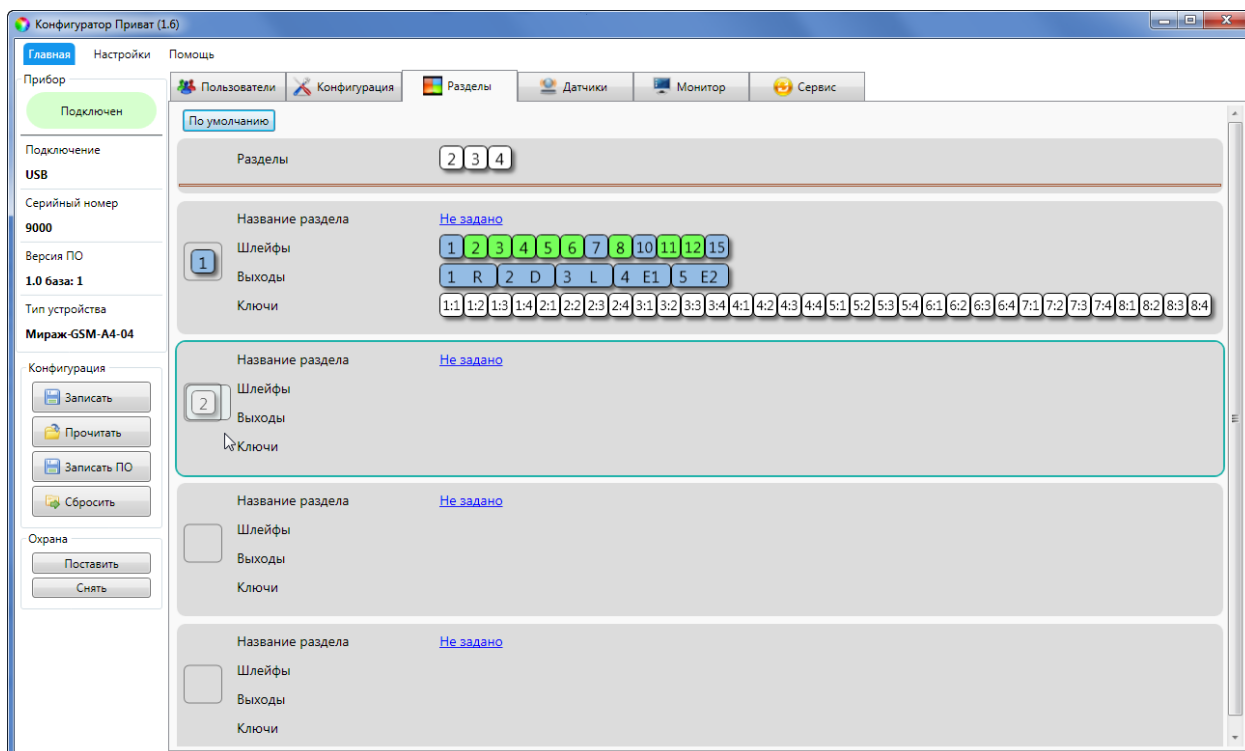 Конфигуратор Приват (1.6)
Главная Настройки Помощь
Прибор
Подключен
Подключение
USB
Серийный номер
9000
Версия ПО
1.0 база: 1
Тип устройства
Мираж-GSM-A4-04
Конфигурация
Записать
Прочитать
Записать ПО
Сбросить
Охрана
Поставить
Снять
Пользователи Конфигурация Разделы Датчики Монитор Сервис
По умолчанию
Разделы 2 3 4
Название раздела Не задано
1
Шлейфы 1 2 3 4 5 6 7 8 10 11 12 15
Выходы 1 R 2 D 3 L 4 E1 5 E2
Ключи 1:1 1:2 1:3 1:4 2:1 2:2 2:3 2:4 3:1 3:2 3:3 3:4 4:1 4:2 4:3 4:4 5:1 5:2 5:3 5:4 6:1 6:2 6:3 6:4 7:1 7:2 7:3 7:4 8:1 8:2 8:3 8:4
Название раздела Не задано
Шлейфы
2
Выходы
Ключи
Название раздела Не задано
Шлейфы
Выходы
Ключи
Название раздела Не задано
Шлейфы
Выходы
Ключи